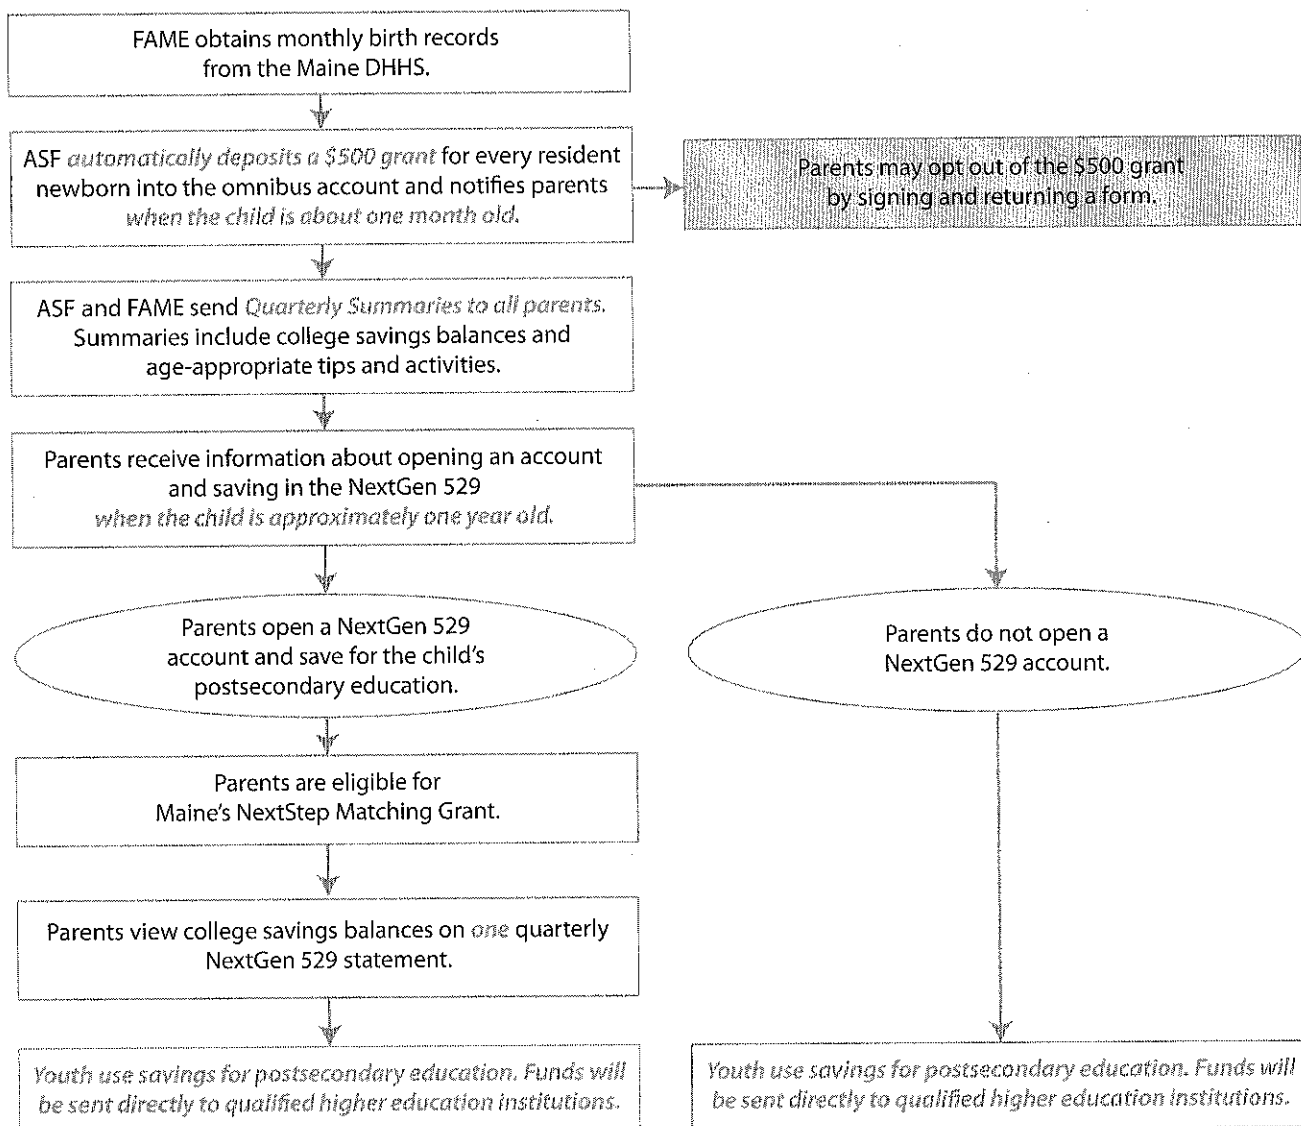 FAME obtains monthly birth records
from the Maine DHHS.
ASF automatically deposits a $500 grant for every resident
newborn into the omnibus account and notifies parents
when the child is about one month old.
Parents may opt out of the $500 grant
by signing and returning a form.
ASF and FAME send Quarterly Summaries to all parents.
Summaries include college savings balances and
age-appropriate tips and activities.
Parents receive information about opening an account
and saving in the NextGen 529
when the child is approximately one year old.
Parents open a NextGen 529
account and save for the child's
postsecondary education.
Parents do not open a
NextGen 529 account.
Parents are eligible for
Maine's NextStep Matching Grant.
Parents view college savings balances on one quarterly
NextGen 529 statement.
Youth use savings for postsecondary education. Funds will
be sent directly to qualified higher education institutions.
Youth use savings for postsecondary education. Funds will
be sent directly to qualified higher education institutions.